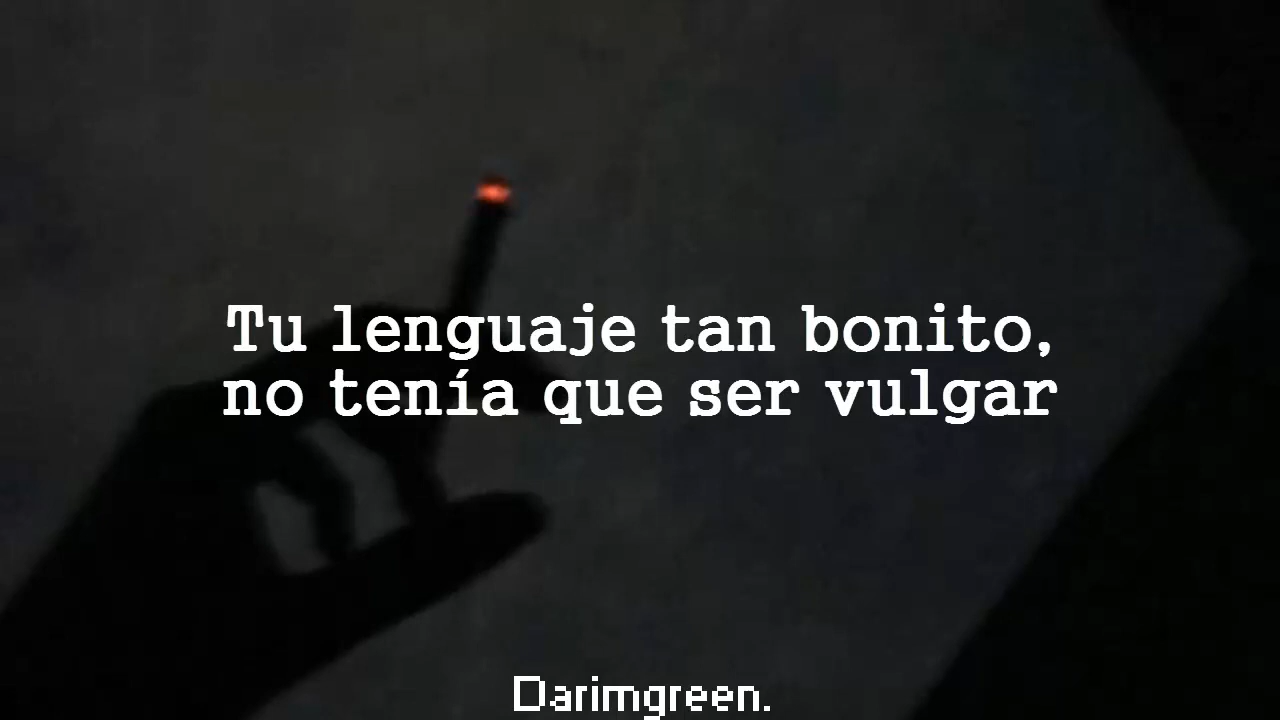 Tu lenguaje tan bonito,
no tenía que ser vulgar
Darimgreen.